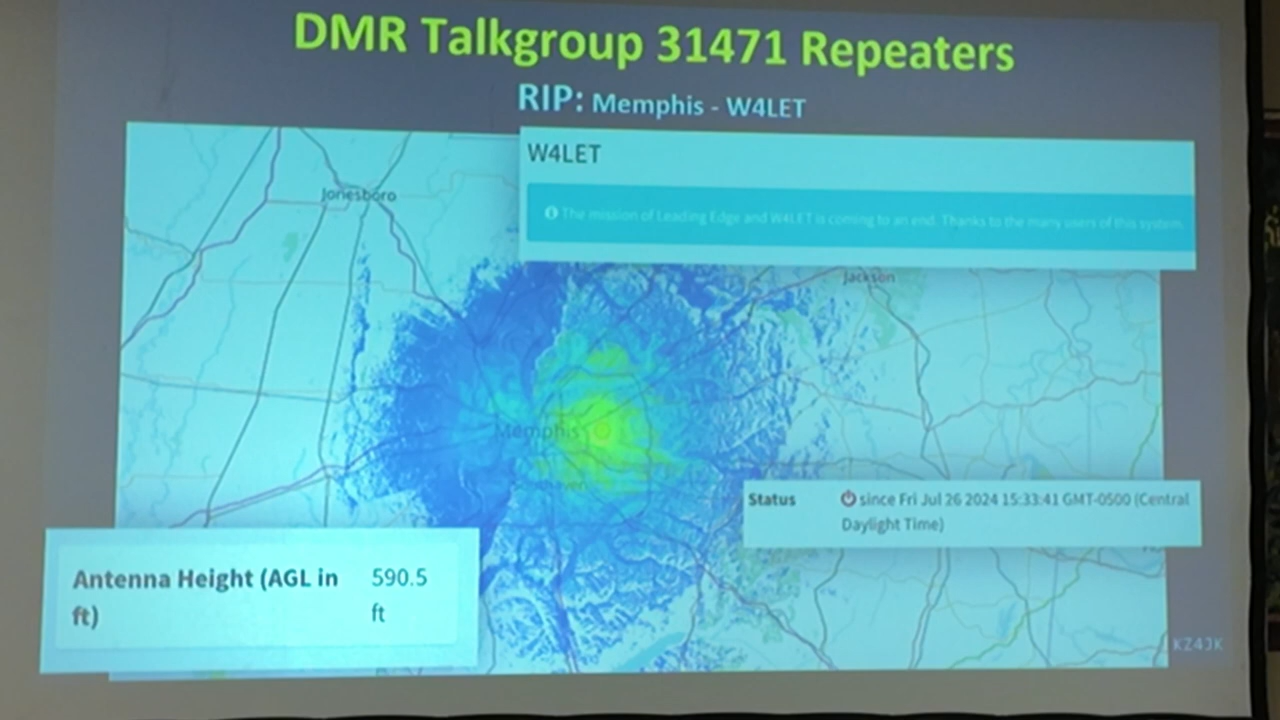 DMR Talkgroup 31471 Repeaters
RIP: Memphis - W4LET
W4LET
The mission of Leading Edge and W4LET is coming to an end. Thanks to the many users of this system.
Jonesboro
Jackson
Memphis
Status since Fri Jul 26 2024 15:33:41 GMT-0500 (Central
Daylight Time)
Antenna Height (AGL in 590.5
ft) ft
KZ4JK